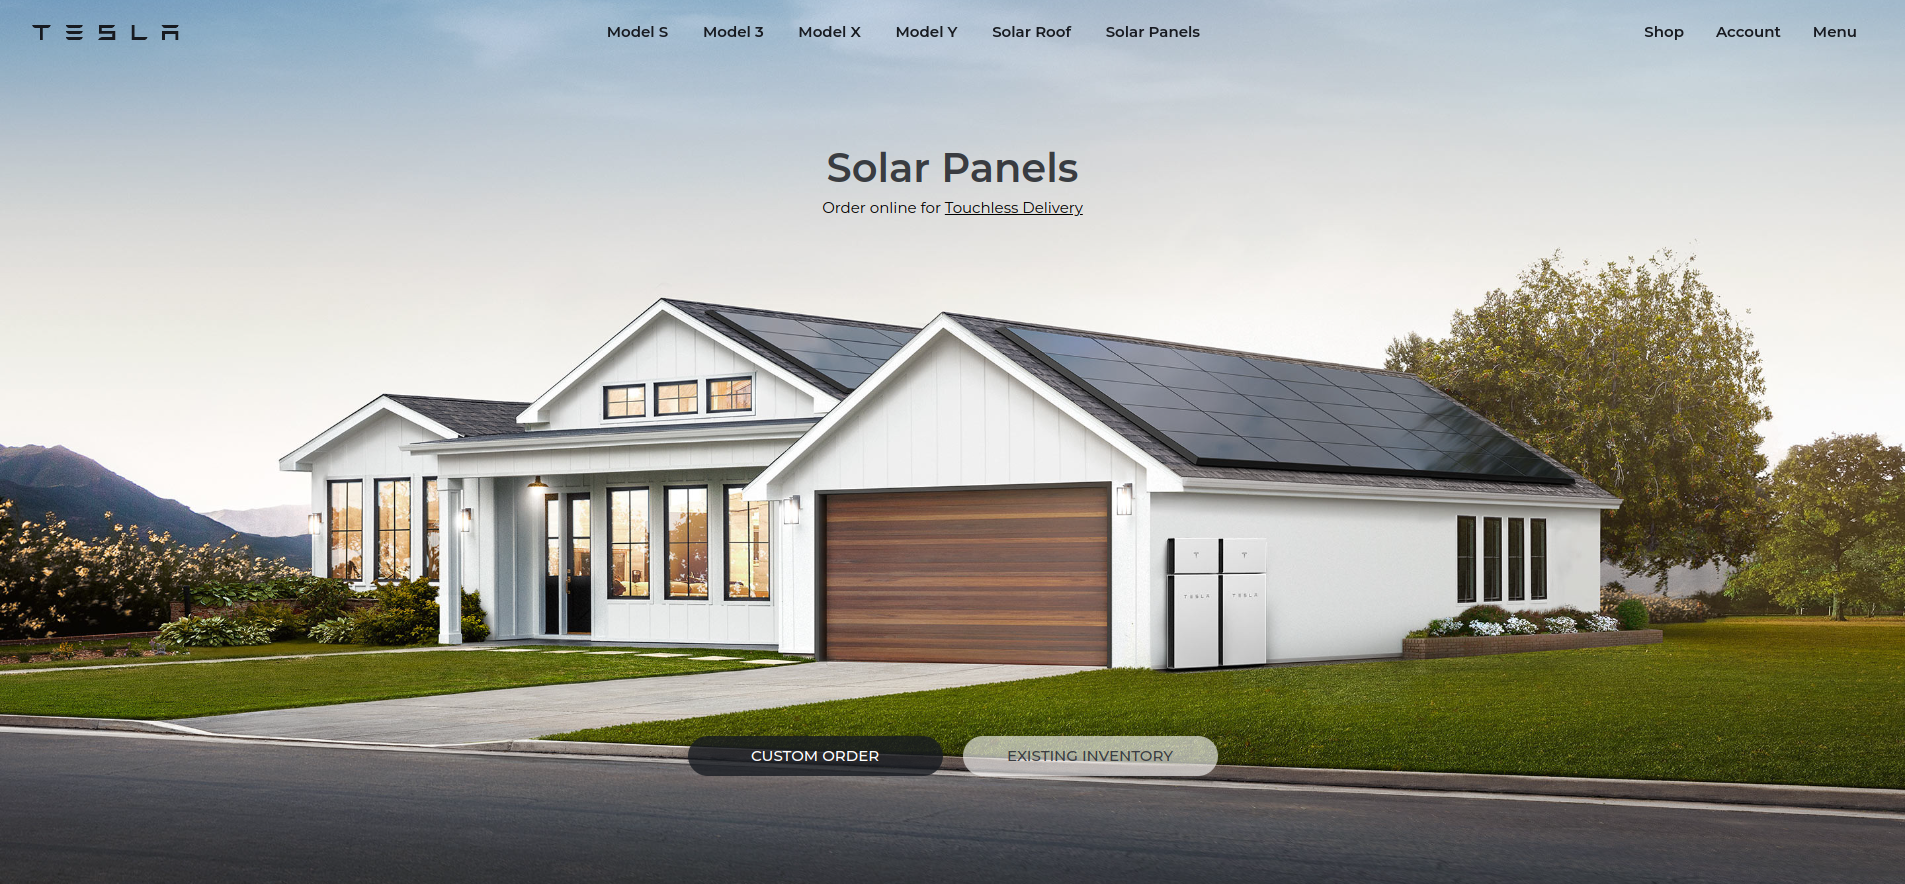 TESLA
Model S Model 3 Model X Model Y Solar Roof Solar Panels
Shop Account Menu
Solar Panels
Order online for Touchless Delivery
TESLA TESLA
CUSTOM ORDER
EXISTING INVENTORY